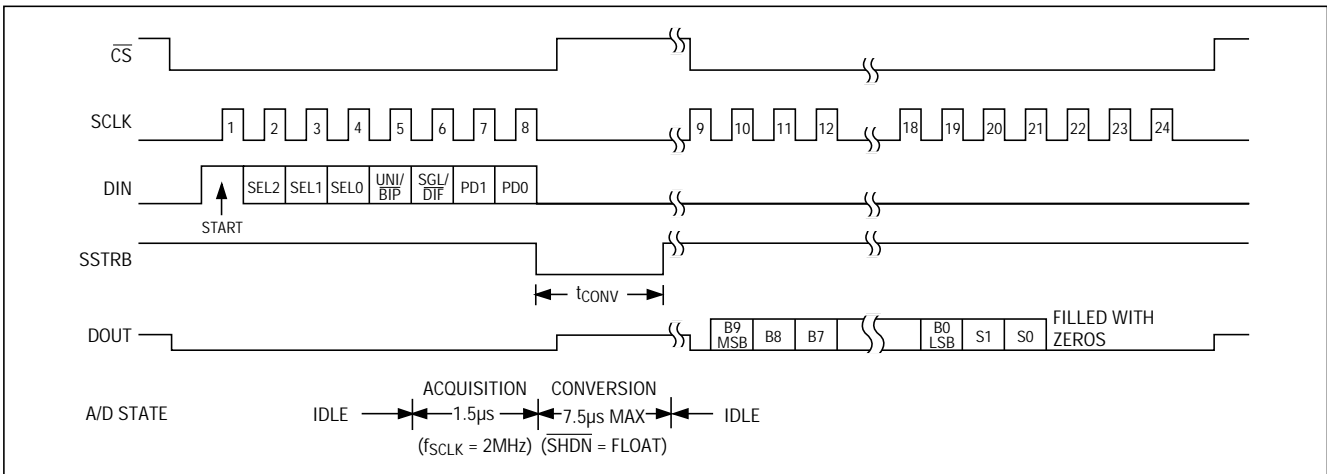 CS
SCLK 1 2 3 4 5 6 7 8 9 10 11 12 18 19 20 21 22 23 24
DIN SEL2 SEL1 SEL0 UNI/BIP SGL/DIF PD1 PD0
START
SSTRB
tCONV
DOUT B9 MSB B8 B7 B0 LSB S1 S0 FILLED WITH ZEROS
ACQUISITION CONVERSION
A/D STATE IDLE 1.5µs 7.5µs MAX IDLE
(fSCLK = 2MHz) (SHDN = FLOAT)